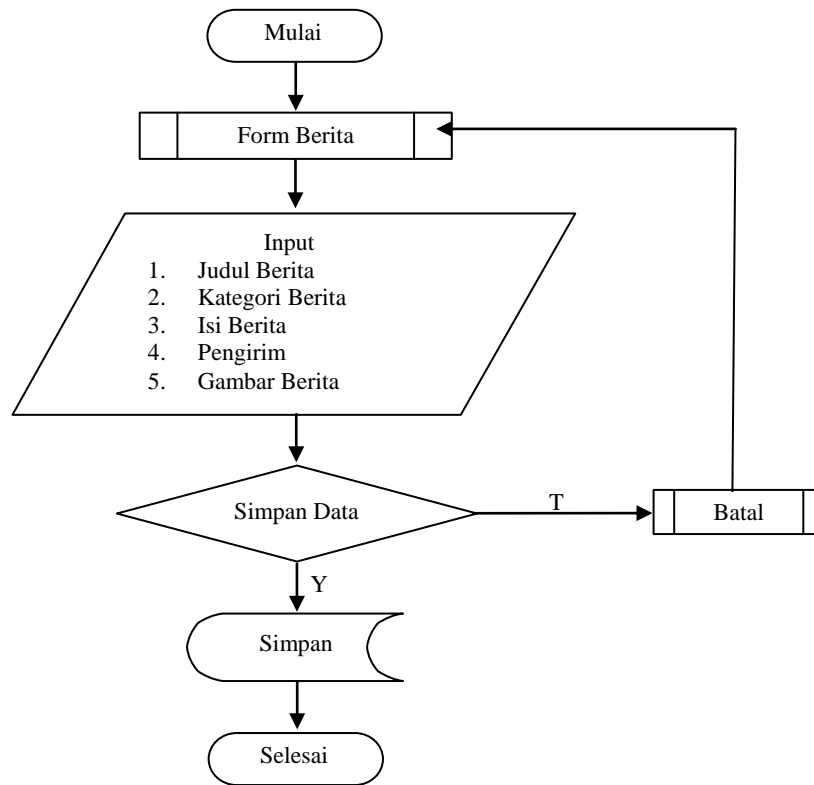 Mulai
Form Berita
Input
1. Judul Berita
2. Kategori Berita
3. Isi Berita
4. Pengirim
5. Gambar Berita
Simpan Data
T
Batal
Y
Simpan
Selesai